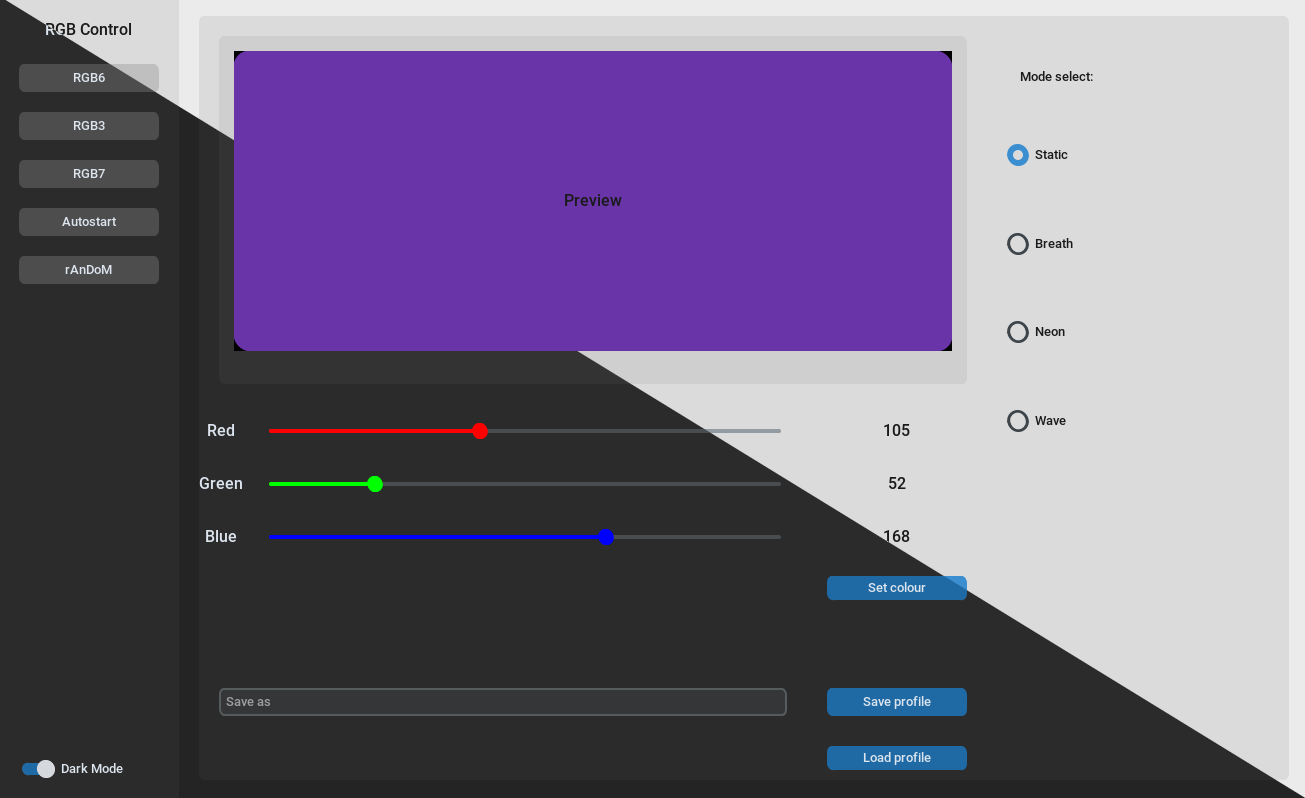 RGB Control
RGB6
RGB3
RGB7
Autostart
rAnDoM
Dark Mode
Preview
Red
105
Green
52
Blue
168
Set colour
Save as
Save profile
Load profile
Mode select:
Static
Breath
Neon
Wave